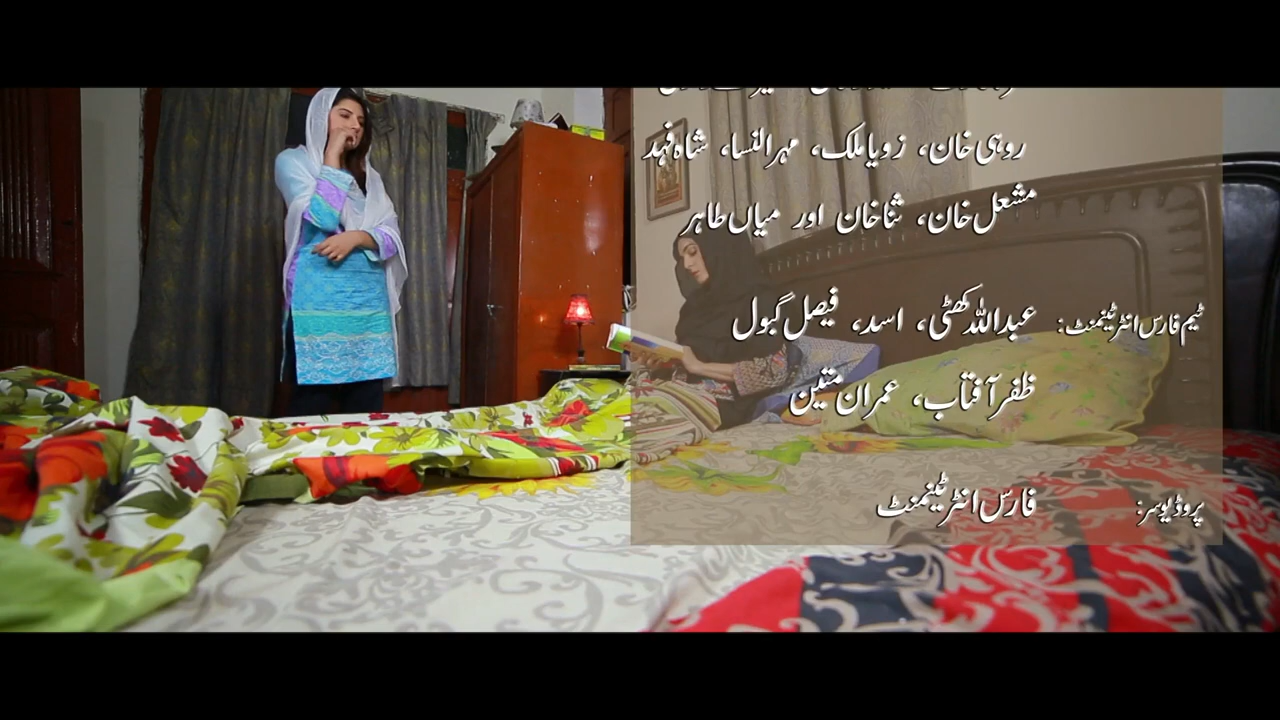 روہی خان، زویا ملک، مہرالنسا، شاہ فہد
مشعل خان، ثنا خان اور میاں طاہر
ٹیم فارس انٹرٹینمنٹ: عبداللہ کھٹی، اسد، فیصل گبول
ظفر آفتاب، عمران متین
پروڈیوسر: فارس انٹرٹینمنٹ